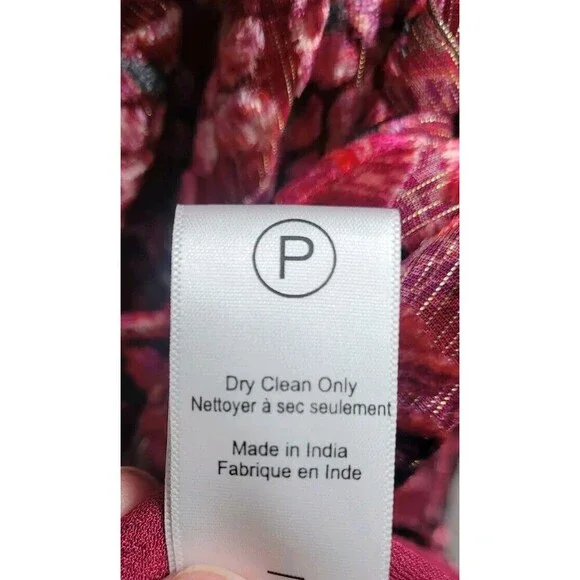 P
Dry Clean Only
Nettoyer à sec seulement
Made in India
Fabrique en Inde